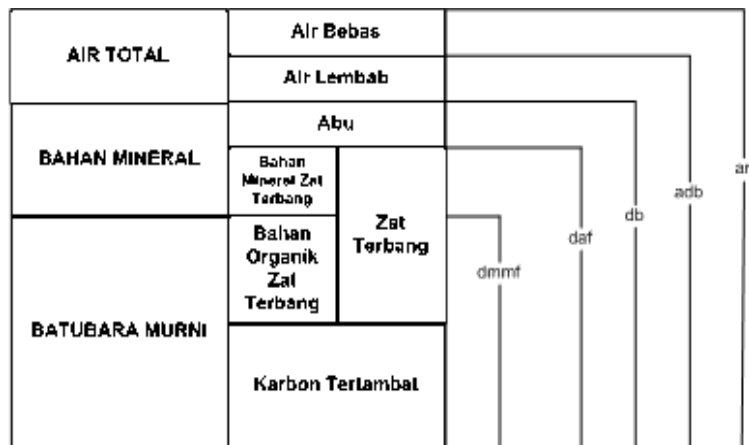 AIR TOTAL
Air Bebas
Air Lembab
BAHAN MINERAL
Abu
Bahan
Mineral Zat
Terbang
Zat
Terbang
BATUBARA MURNI
Bahan
Organik
Zat
Terbang
Karbon Tertambat
dmmf
daf
db
adb
ar